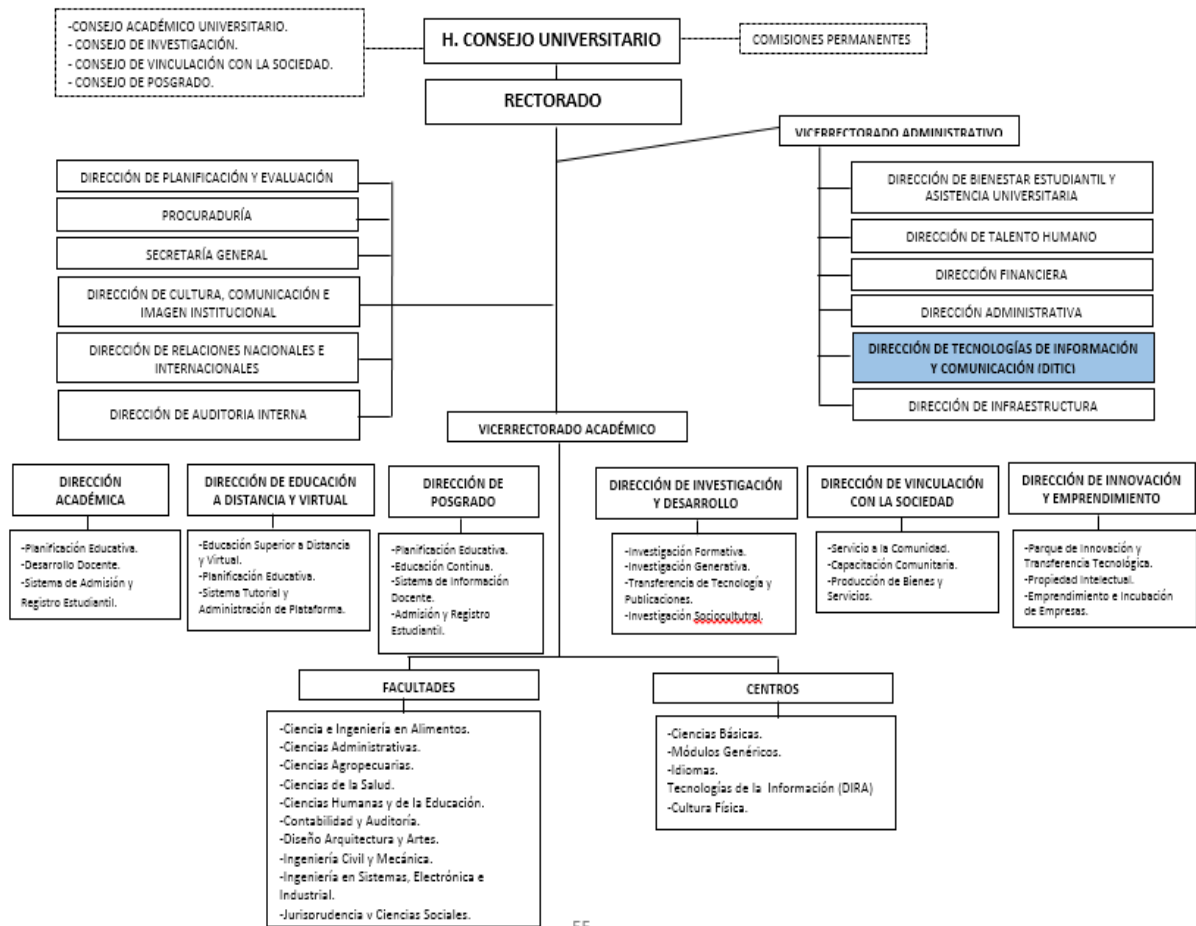 -CONSEJO ACADÉMICO UNIVERSITARIO.
- CONSEJO DE INVESTIGACIÓN.
- CONSEJO DE VINCULACIÓN CON LA SOCIEDAD.
- CONSEJO DE POSGRADO.
H. CONSEJO UNIVERSITARIO
COMISIONES PERMANENTES
RECTORADO
VICERRECTORADO ADMINISTRATIVO
DIRECCIÓN DE PLANIFICACIÓN Y EVALUACIÓN
PROCURADURÍA
SECRETARÍA GENERAL
DIRECCIÓN DE CULTURA, COMUNICACIÓN E
IMAGEN INSTITUCIONAL
DIRECCIÓN DE RELACIONES NACIONALES E
INTERNACIONALES
DIRECCIÓN DE AUDITORIA INTERNA
DIRECCIÓN DE BIENESTAR ESTUDIANTIL Y
ASISTENCIA UNIVERSITARIA
DIRECCIÓN DE TALENTO HUMANO
DIRECCIÓN FINANCIERA
DIRECCIÓN ADMINISTRATIVA
DIRECCIÓN DE TECNOLOGÍAS DE INFORMACIÓN
Y COMUNICACIÓN (DITIC)
DIRECCIÓN DE INFRAESTRUCTURA
VICERRECTORADO ACADÉMICO
DIRECCIÓN
ACADÉMICA
-Planificación Educativa.
-Desarrollo Docente.
-Sistema de Admisión y
Registro Estudiantil.
DIRECCIÓN DE EDUCACIÓN
A DISTANCIA Y VIRTUAL
-Educación Superior a Distancia
y Virtual.
-Planificación Educativa.
-Sistema Tutorial y
Administración de Plataforma.
DIRECCIÓN DE
POSGRADO
-Planificación Educativa.
-Educación Continua.
-Sistema de Información
Docente.
-Admisión y Registro
Estudiantil.
DIRECCIÓN DE INVESTIGACIÓN
Y DESARROLLO
-Investigación Formativa.
-Investigación Generativa.
-Transferencia de Tecnología y
Publicaciones.
-Investigación Sociocultutral.
DIRECCIÓN DE VINCULACIÓN
CON LA SOCIEDAD
-Servicio a la Comunidad.
-Capacitación Comunitaria.
-Producción de Bienes y
Servicios.
DIRECCIÓN DE INNOVACIÓN
Y EMPRENDIMIENTO
-Parque de Innovación y
Transferencia Tecnológica.
-Propiedad Intelectual.
-Emprendimiento e Incubación
de Empresas.
FACULTADES
-Ciencia e Ingeniería en Alimentos.
-Ciencias Administrativas.
-Ciencias Agropecuarias.
-Ciencias de la Salud.
-Ciencias Humanas y de la Educación.
-Contabilidad y Auditoría.
-Diseño Arquitectura y Artes.
-Ingeniería Civil y Mecánica.
-Ingeniería en Sistemas, Electrónica e
Industrial.
-Jurisprudencia y Ciencias Sociales.
CENTROS
-Ciencias Básicas.
-Módulos Genéricos.
-Idiomas.
Tecnologías de la Información (DIRA)
-Cultura Física.
55